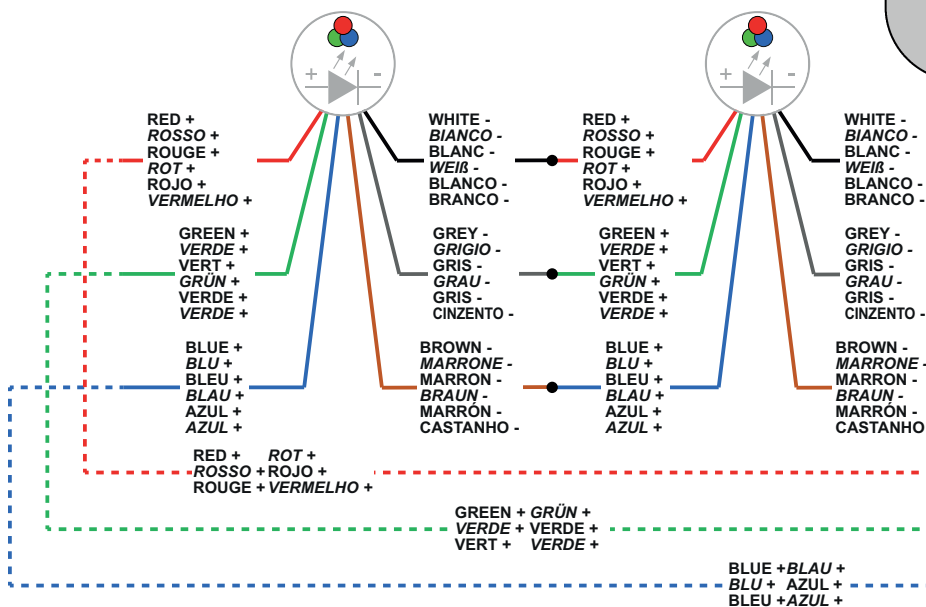 + -
+ -
RED +
ROSSO +
ROUGE +
ROT +
ROJO +
VERMELHO +
WHITE -
BIANCO -
BLANC -
WEIß -
BLANCO -
BRANCO -
RED +
ROSSO +
ROUGE +
ROT +
ROJO +
VERMELHO +
WHITE -
BIANCO -
BLANC -
WEIß -
BLANCO -
BRANCO -
GREEN +
VERDE +
VERT +
GRÜN +
VERDE +
VERDE +
GREY -
GRIGIO -
GRIS -
GRAU -
GRIS -
CINZENTO -
GREEN +
VERDE +
VERT +
GRÜN +
VERDE +
VERDE +
GREY -
GRIGIO -
GRIS -
GRAU -
GRIS -
CINZENTO -
BLUE +
BLU +
BLEU +
BLAU +
AZUL +
AZUL +
BROWN -
MARRONE -
MARRON -
BRAUN -
MARRÓN -
CASTANHO -
BLUE +
BLU +
BLEU +
BLAU +
AZUL +
AZUL +
BROWN -
MARRONE -
MARRON -
BRAUN -
MARRÓN -
CASTANHO
RED + ROT +
ROSSO + ROJO +
ROUGE + VERMELHO +
GREEN + GRÜN +
VERDE + VERDE +
VERT + VERDE +
BLUE + BLAU +
BLU + AZUL +
BLEU + AZUL +